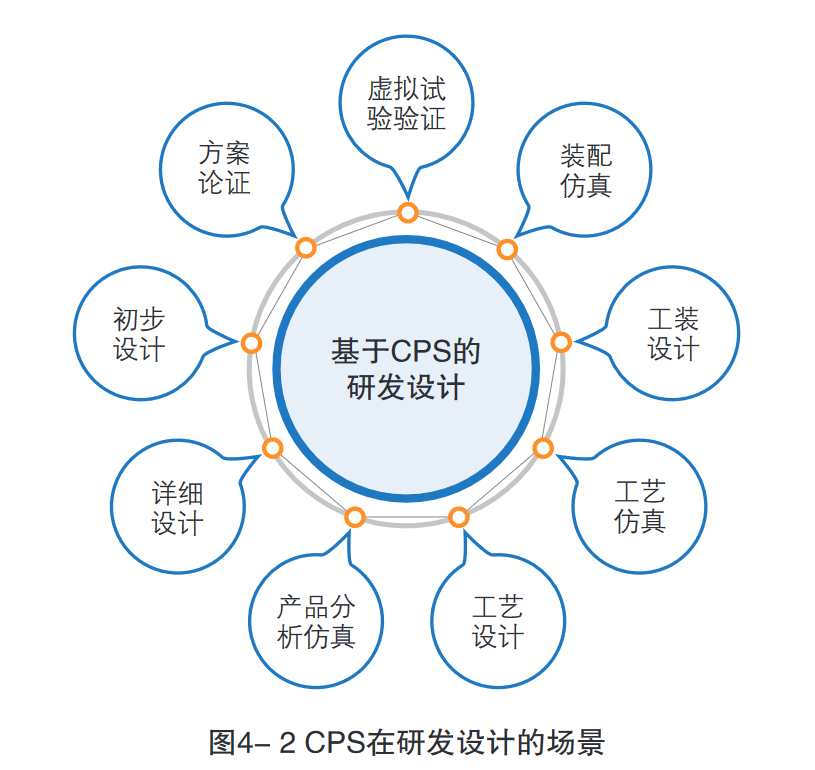 虚拟试
验验证
方案
论证
装配
仿真
初步
设计
工装
设计
基于CPS的
研发设计
详细
设计
工艺
仿真
产品分
析仿真
工艺
设计
图4– 2 CPS在研发设计的场景